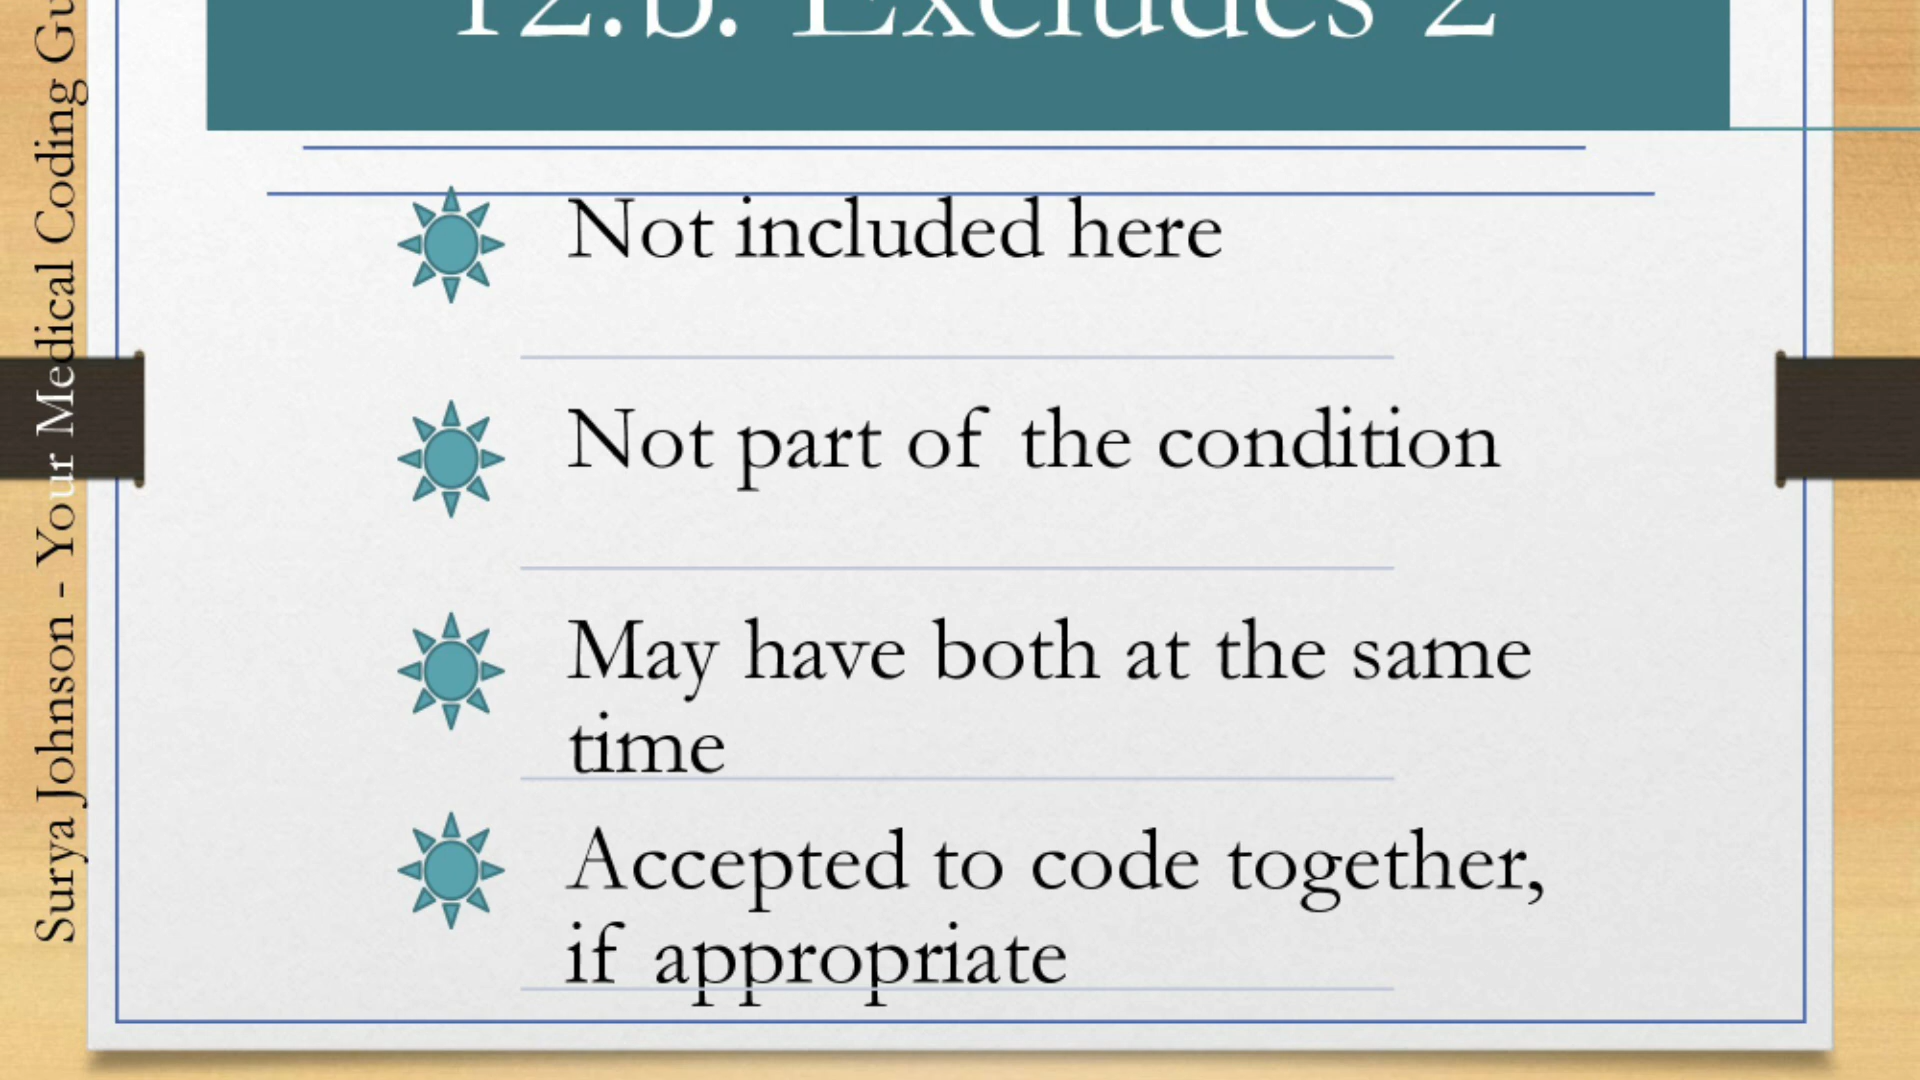 12.b. Excludes 2
Not included here
Not part of the condition
May have both at the same
time
Accepted to code together,
if appropriate
Surya Johnson - Your Medical Coding